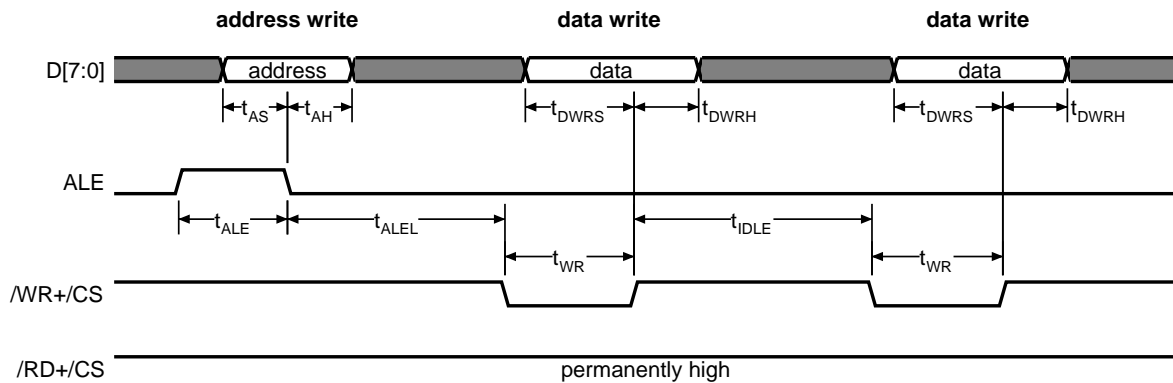 address write data write data write
D[7:0] address data data
tAS tAH tDWRS tDWRH tDWRS tDWRH
ALE
tALE tALEL tIDLE
tWR tWR
/WR+/CS
/RD+/CS permanently high